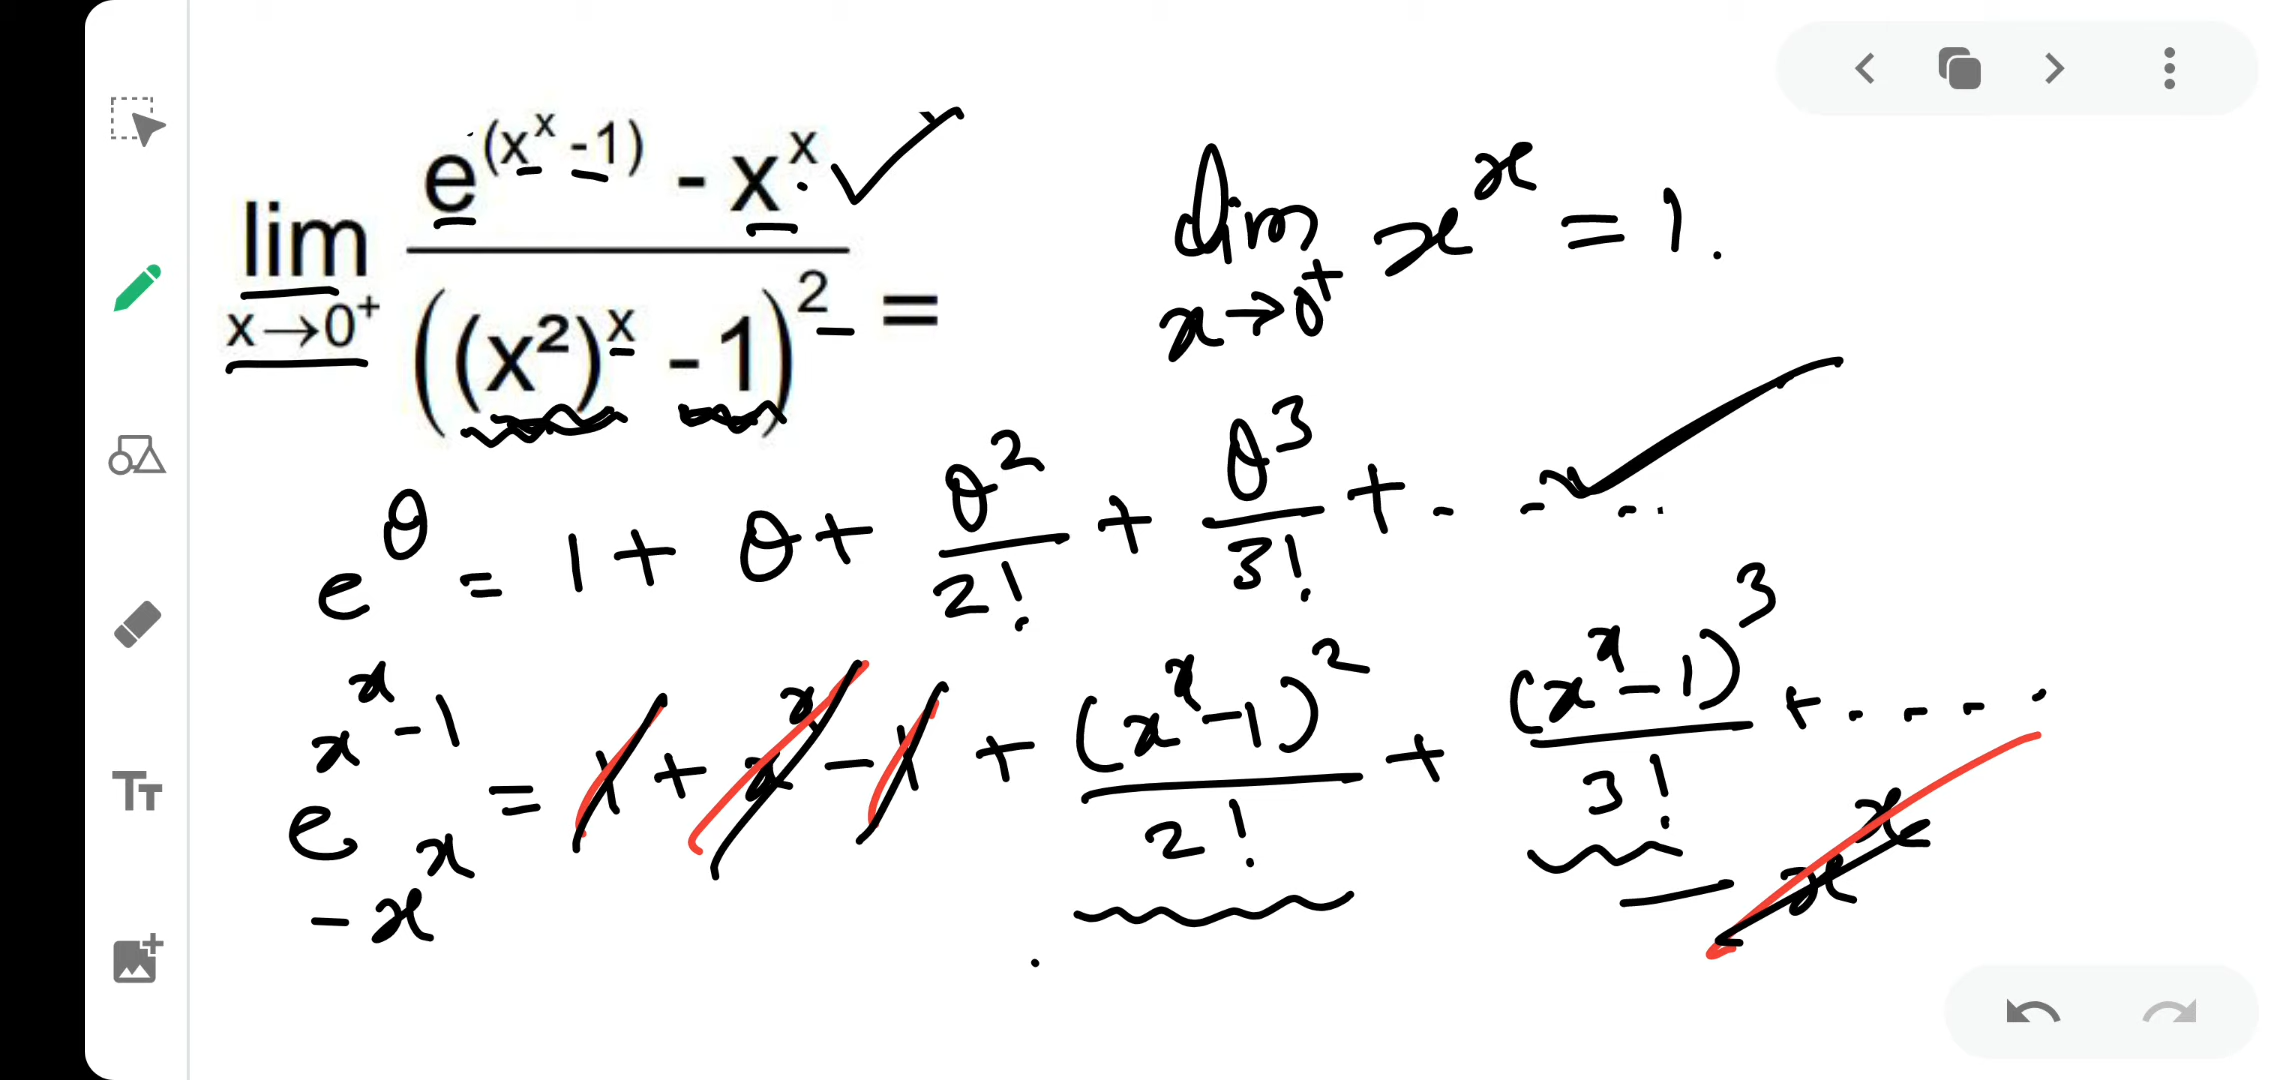 lim x→0⁺ (e^(x^x - 1) - x^x) / ((x²)^x - 1)² =
lim x→0⁺ x^x = 1.
e^θ = 1 + θ + θ²/2! + θ³/3! + - - - ..
e^(x^x - 1) - x^x = 1 + x^x - 1 + (x^x - 1)²/2! + (x^x - 1)³/3! + - - - - - x^x
TT